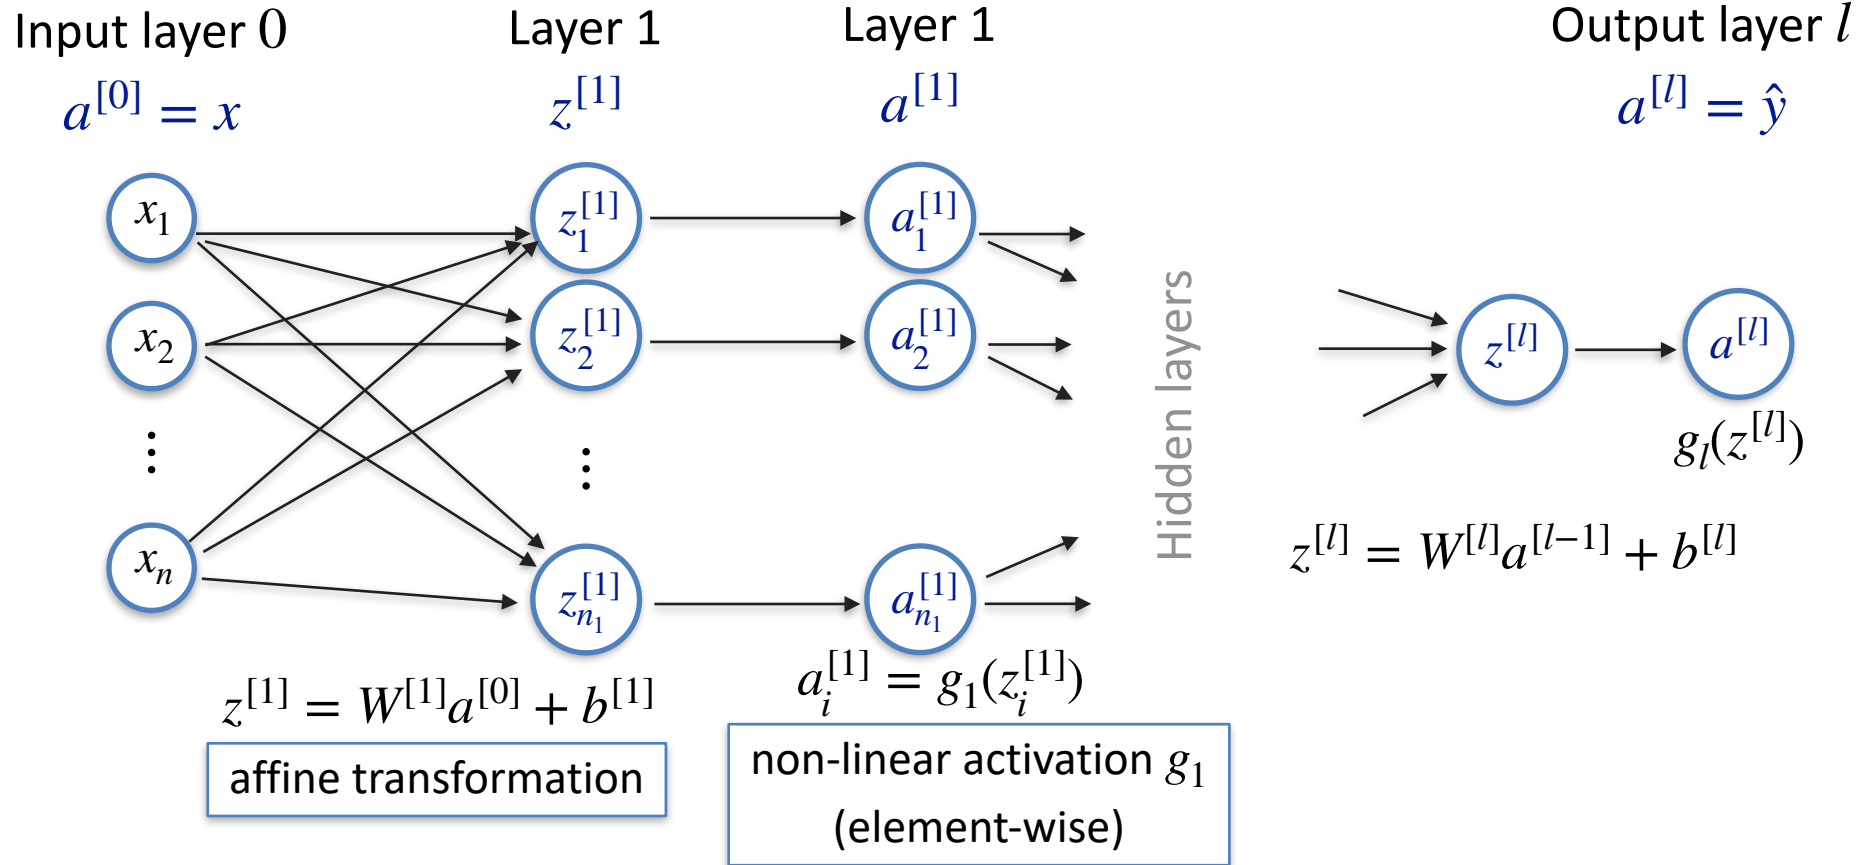 Input layer 0
Layer 1
Layer 1
Output layer l
a^{[0]} = x
z^{[1]}
a^{[1]}
a^{[l]} = ŷ
x_1
z_1^{[1]}
a_1^{[1]}
x_2
z_2^{[1]}
a_2^{[1]}
Hidden layers
z^{[l]}
a^{[l]}
g_l(z^{[l]})
⋮
⋮
x_n
z_{n_1}^{[1]}
a_{n_1}^{[1]}
z^{[l]} = W^{[l]}a^{[l−1]} + b^{[l]}
z^{[1]} = W^{[1]}a^{[0]} + b^{[1]}
a_i^{[1]} = g_1(z_i^{[1]})
affine transformation
non-linear activation g_1
(element-wise)